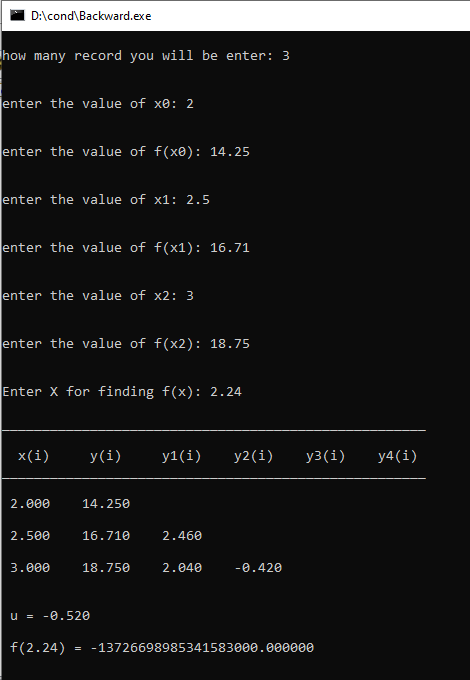 D:\cond\Backward.exe
how many record you will be enter: 3
enter the value of x0: 2
enter the value of f(x0): 14.25
enter the value of x1: 2.5
enter the value of f(x1): 16.71
enter the value of x2: 3
enter the value of f(x2): 18.75
Enter X for finding f(x): 2.24
x(i) y(i) y1(i) y2(i) y3(i) y4(i)
2.000 14.250
2.500 16.710 2.460
3.000 18.750 2.040 -0.420
u = -0.520
f(2.24) = -13726698985341583000.000000